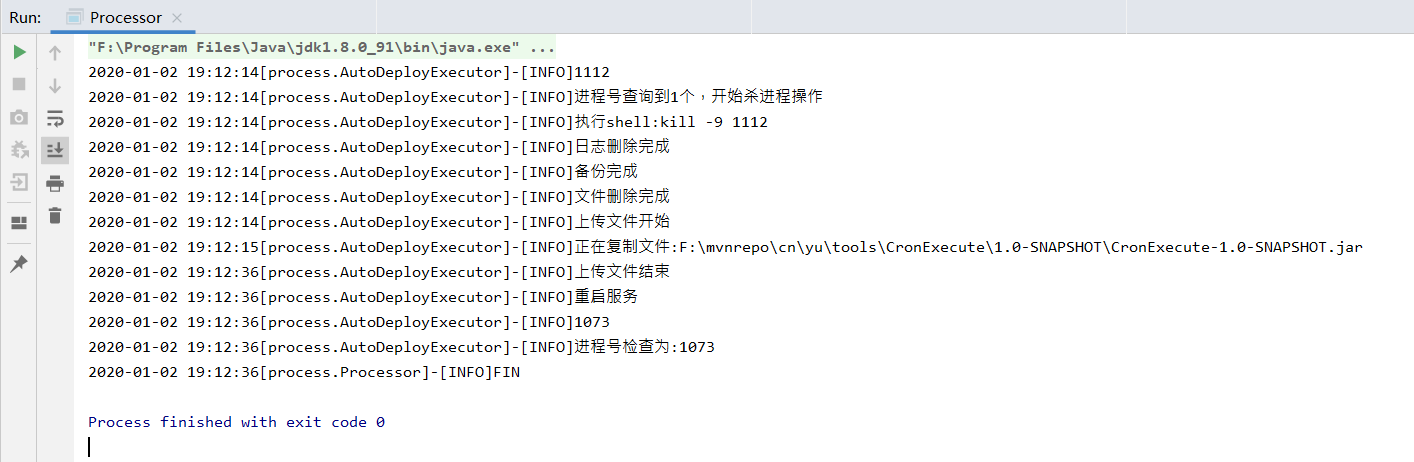 Run: Processor
"F:\Program Files\Java\jdk1.8.0_91\bin\java.exe" ...
2020-01-02 19:12:14[process.AutoDeployExecutor]-[INFO]1112
2020-01-02 19:12:14[process.AutoDeployExecutor]-[INFO]进程号查询到1个，开始杀进程操作
2020-01-02 19:12:14[process.AutoDeployExecutor]-[INFO]执行shell:kill -9 1112
2020-01-02 19:12:14[process.AutoDeployExecutor]-[INFO]日志删除完成
2020-01-02 19:12:14[process.AutoDeployExecutor]-[INFO]备份完成
2020-01-02 19:12:14[process.AutoDeployExecutor]-[INFO]文件删除完成
2020-01-02 19:12:14[process.AutoDeployExecutor]-[INFO]上传文件开始
2020-01-02 19:12:15[process.AutoDeployExecutor]-[INFO]正在复制文件:F:\mvnrepo\cn\yu\tools\CronExecute\1.0-SNAPSHOT\CronExecute-1.0-SNAPSHOT.jar
2020-01-02 19:12:36[process.AutoDeployExecutor]-[INFO]上传文件结束
2020-01-02 19:12:36[process.AutoDeployExecutor]-[INFO]重启服务
2020-01-02 19:12:36[process.AutoDeployExecutor]-[INFO]1073
2020-01-02 19:12:36[process.AutoDeployExecutor]-[INFO]进程号检查为:1073
2020-01-02 19:12:36[process.Processor]-[INFO]FIN
Process finished with exit code 0